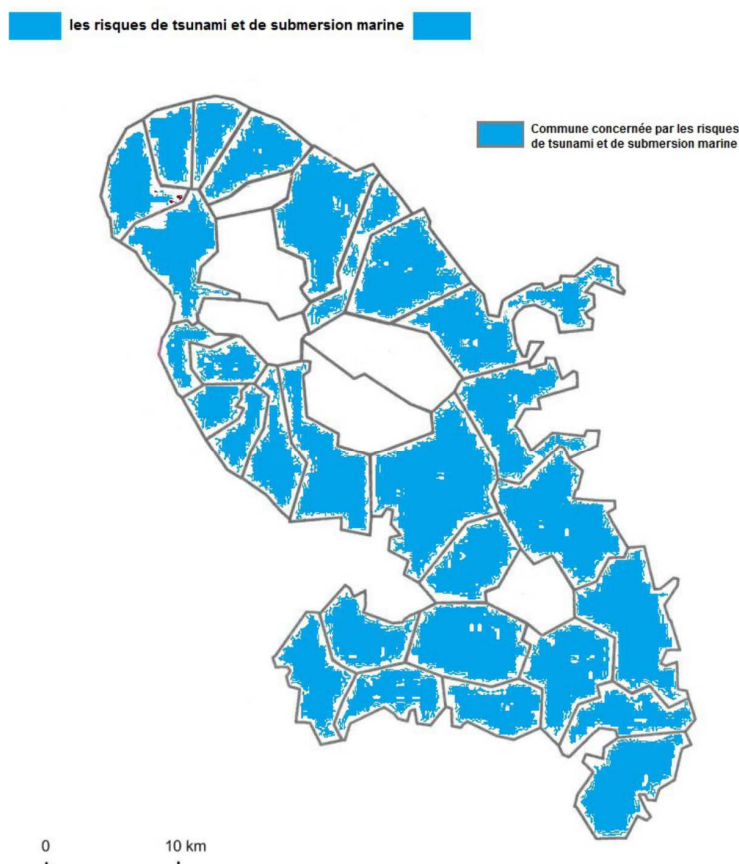 les risques de tsunami et de submersion marine
Commune concernée par les risques
de tsunami et de submersion marine
0 10 km